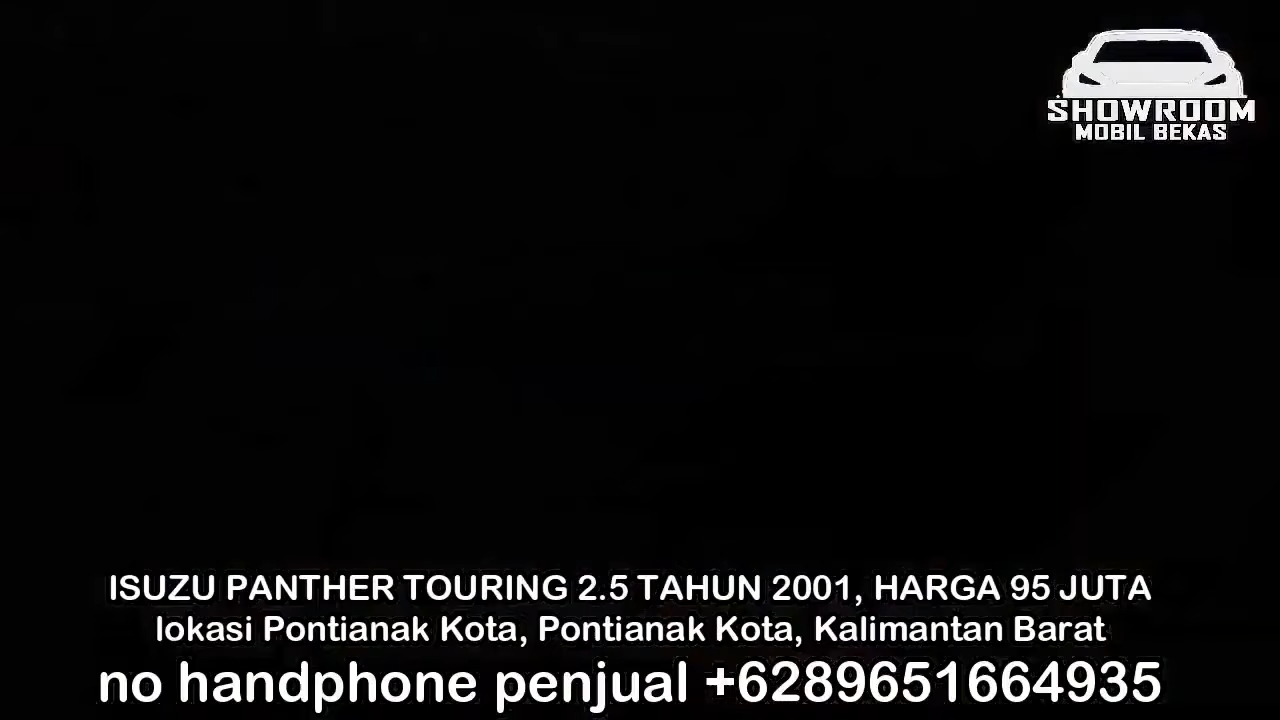 SHOWROOM
MOBIL BEKAS
ISUZU PANTHER TOURING 2.5 TAHUN 2001, HARGA 95 JUTA
lokasi Pontianak Kota, Pontianak Kota, Kalimantan Barat
no handphone penjual +6289651664935